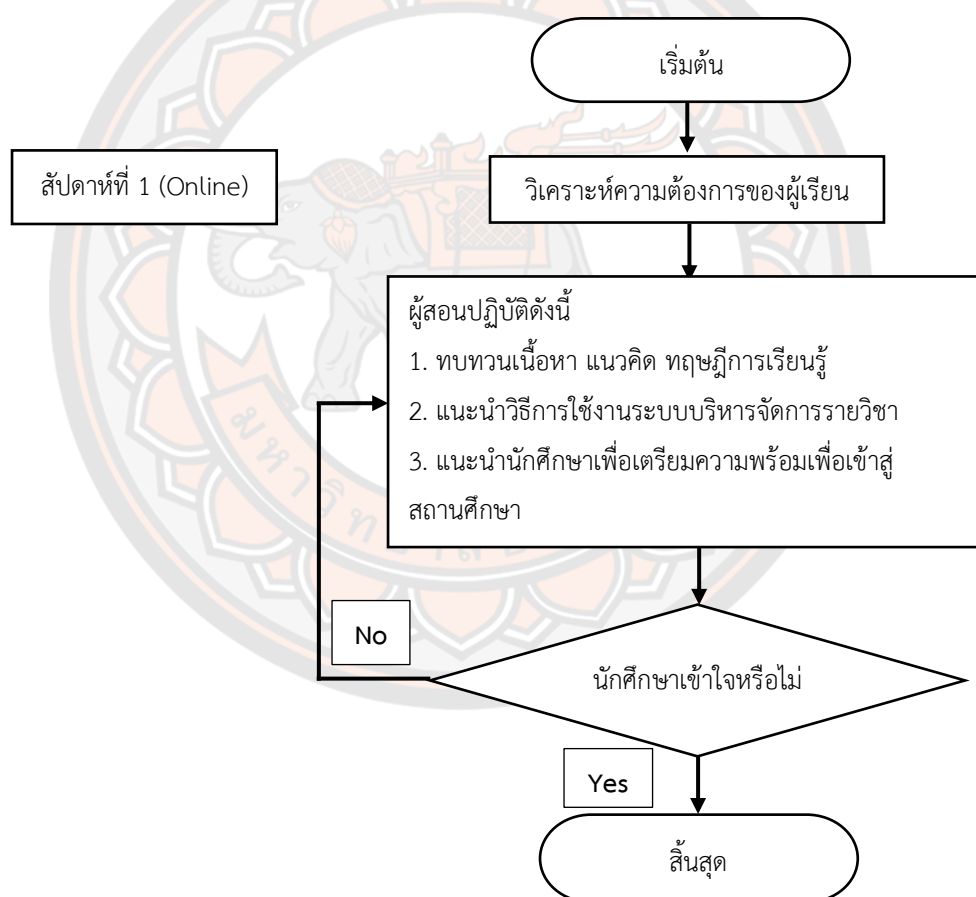 เริ่มต้น
สัปดาห์ที่ 1 (Online)
วิเคราะห์ความต้องการของผู้เรียน
ผู้สอนปฏิบัติดังนี้
1. ทบทวนเนื้อหา แนวคิด ทฤษฎีการเรียนรู้
2. แนะนำวิธีการใช้งานระบบบริหารจัดการรายวิชา
3. แนะนำนักศึกษาเพื่อเตรียมความพร้อมเพื่อเข้าสู่
สถานศึกษา
No
นักศึกษาเข้าใจหรือไม่
Yes
สิ้นสุด